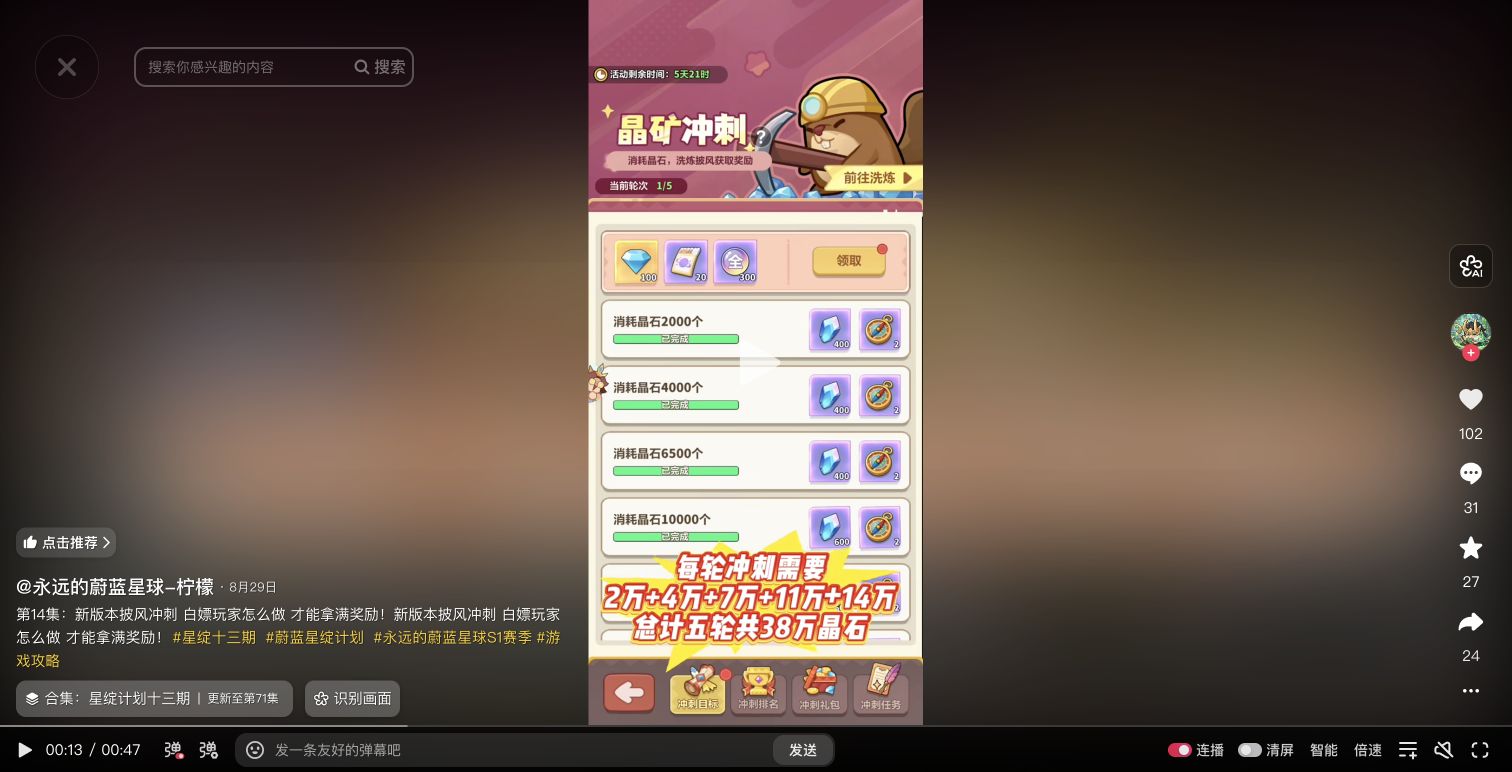 搜索你感兴趣的内容
搜索
活动剩余时间：5天21时
晶矿冲刺
?
消耗晶石，洗炼披风获取奖励
前往洗炼
当前轮次 1/5
100
20
全
300
领取
消耗晶石2000个
已完成
400
2
消耗晶石4000个
已完成
400
2
消耗晶石6500个
已完成
400
2
消耗晶石10000个
已完成
600
2
每轮冲刺需要
2万+4万+7万+11万+14万
总计五轮共38万晶石
冲刺目标
冲刺排名
冲刺礼包
冲刺任务
AI
102
31
27
24
点击推荐
@永远的蔚蓝星球-柠檬 · 8月29日
第14集：新版本披风冲刺 白嫖玩家怎么做 才能拿满奖励！新版本披风冲刺 白嫖玩家
怎么做 才能拿满奖励！ #星绽十三期 #蔚蓝星绽计划 #永远的蔚蓝星球S1赛季 #游
戏攻略
合集：星绽计划十三期 | 更新至第71集
识别画面
00:13 / 00:47
弹
弹
发一条友好的弹幕吧
发送
连播
清屏
智能
倍速